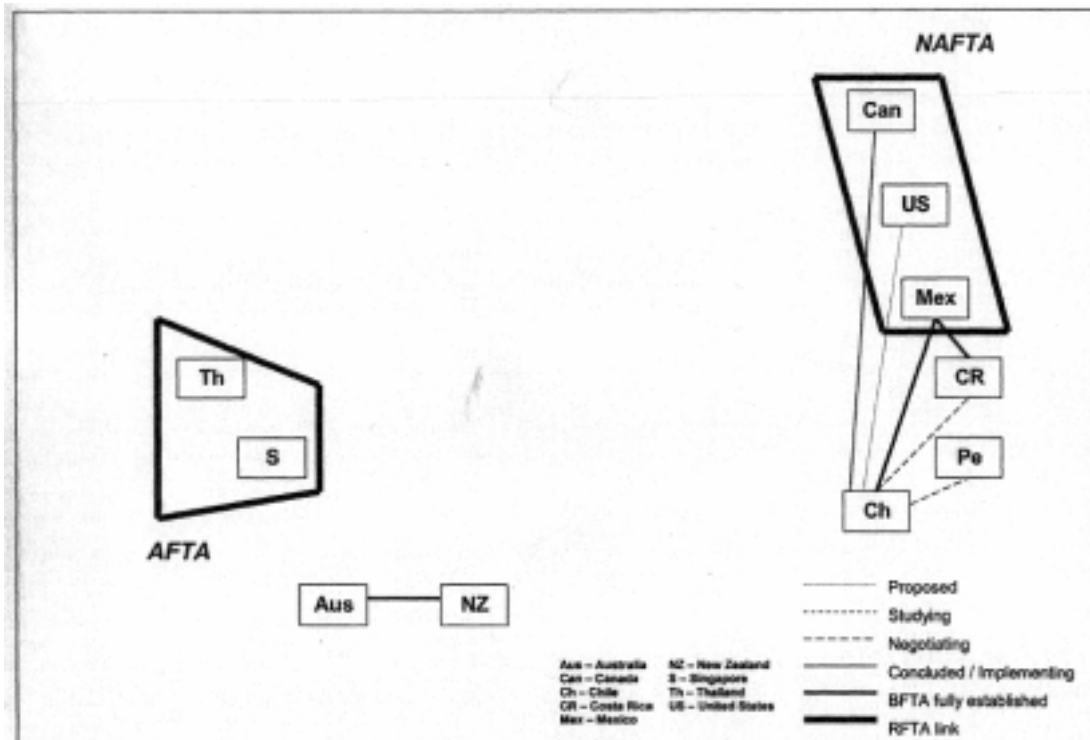 NAFTA
Can
US
Mex
Th
CR
S
Pe
Ch
AFTA
Aus
NZ
Proposed
Studying
Negotiating
Concluded / Implementing
BFTA fully established
RFTA link
Aus – Australia NZ – New Zealand
Can – Canada S – Singapore
Ch – Chile Th – Thailand
CR – Costa Rica US – United States
Mex – Mexico